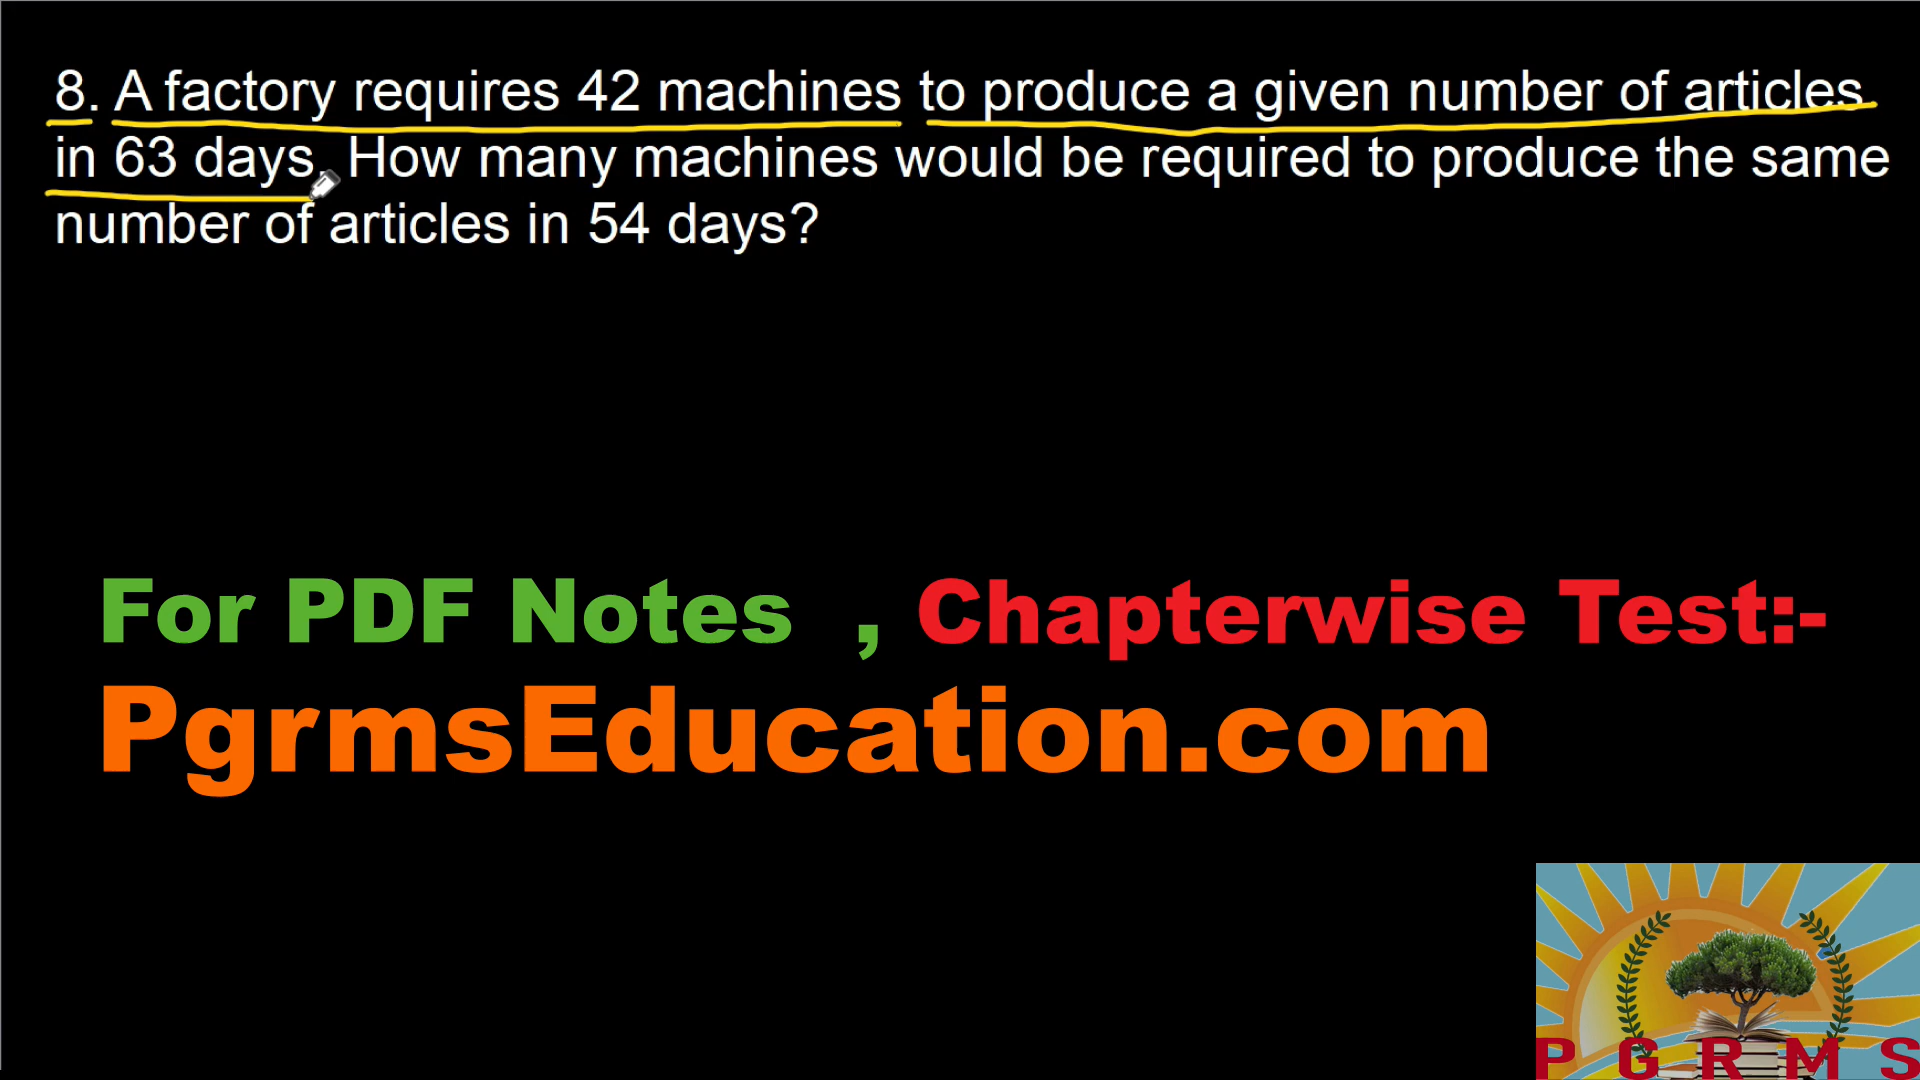 8. A factory requires 42 machines to produce a given number of articles
in 63 days. How many machines would be required to produce the same
number of articles in 54 days?
For PDF Notes , Chapterwise Test:-
PgrmsEducation.com
P G R M S